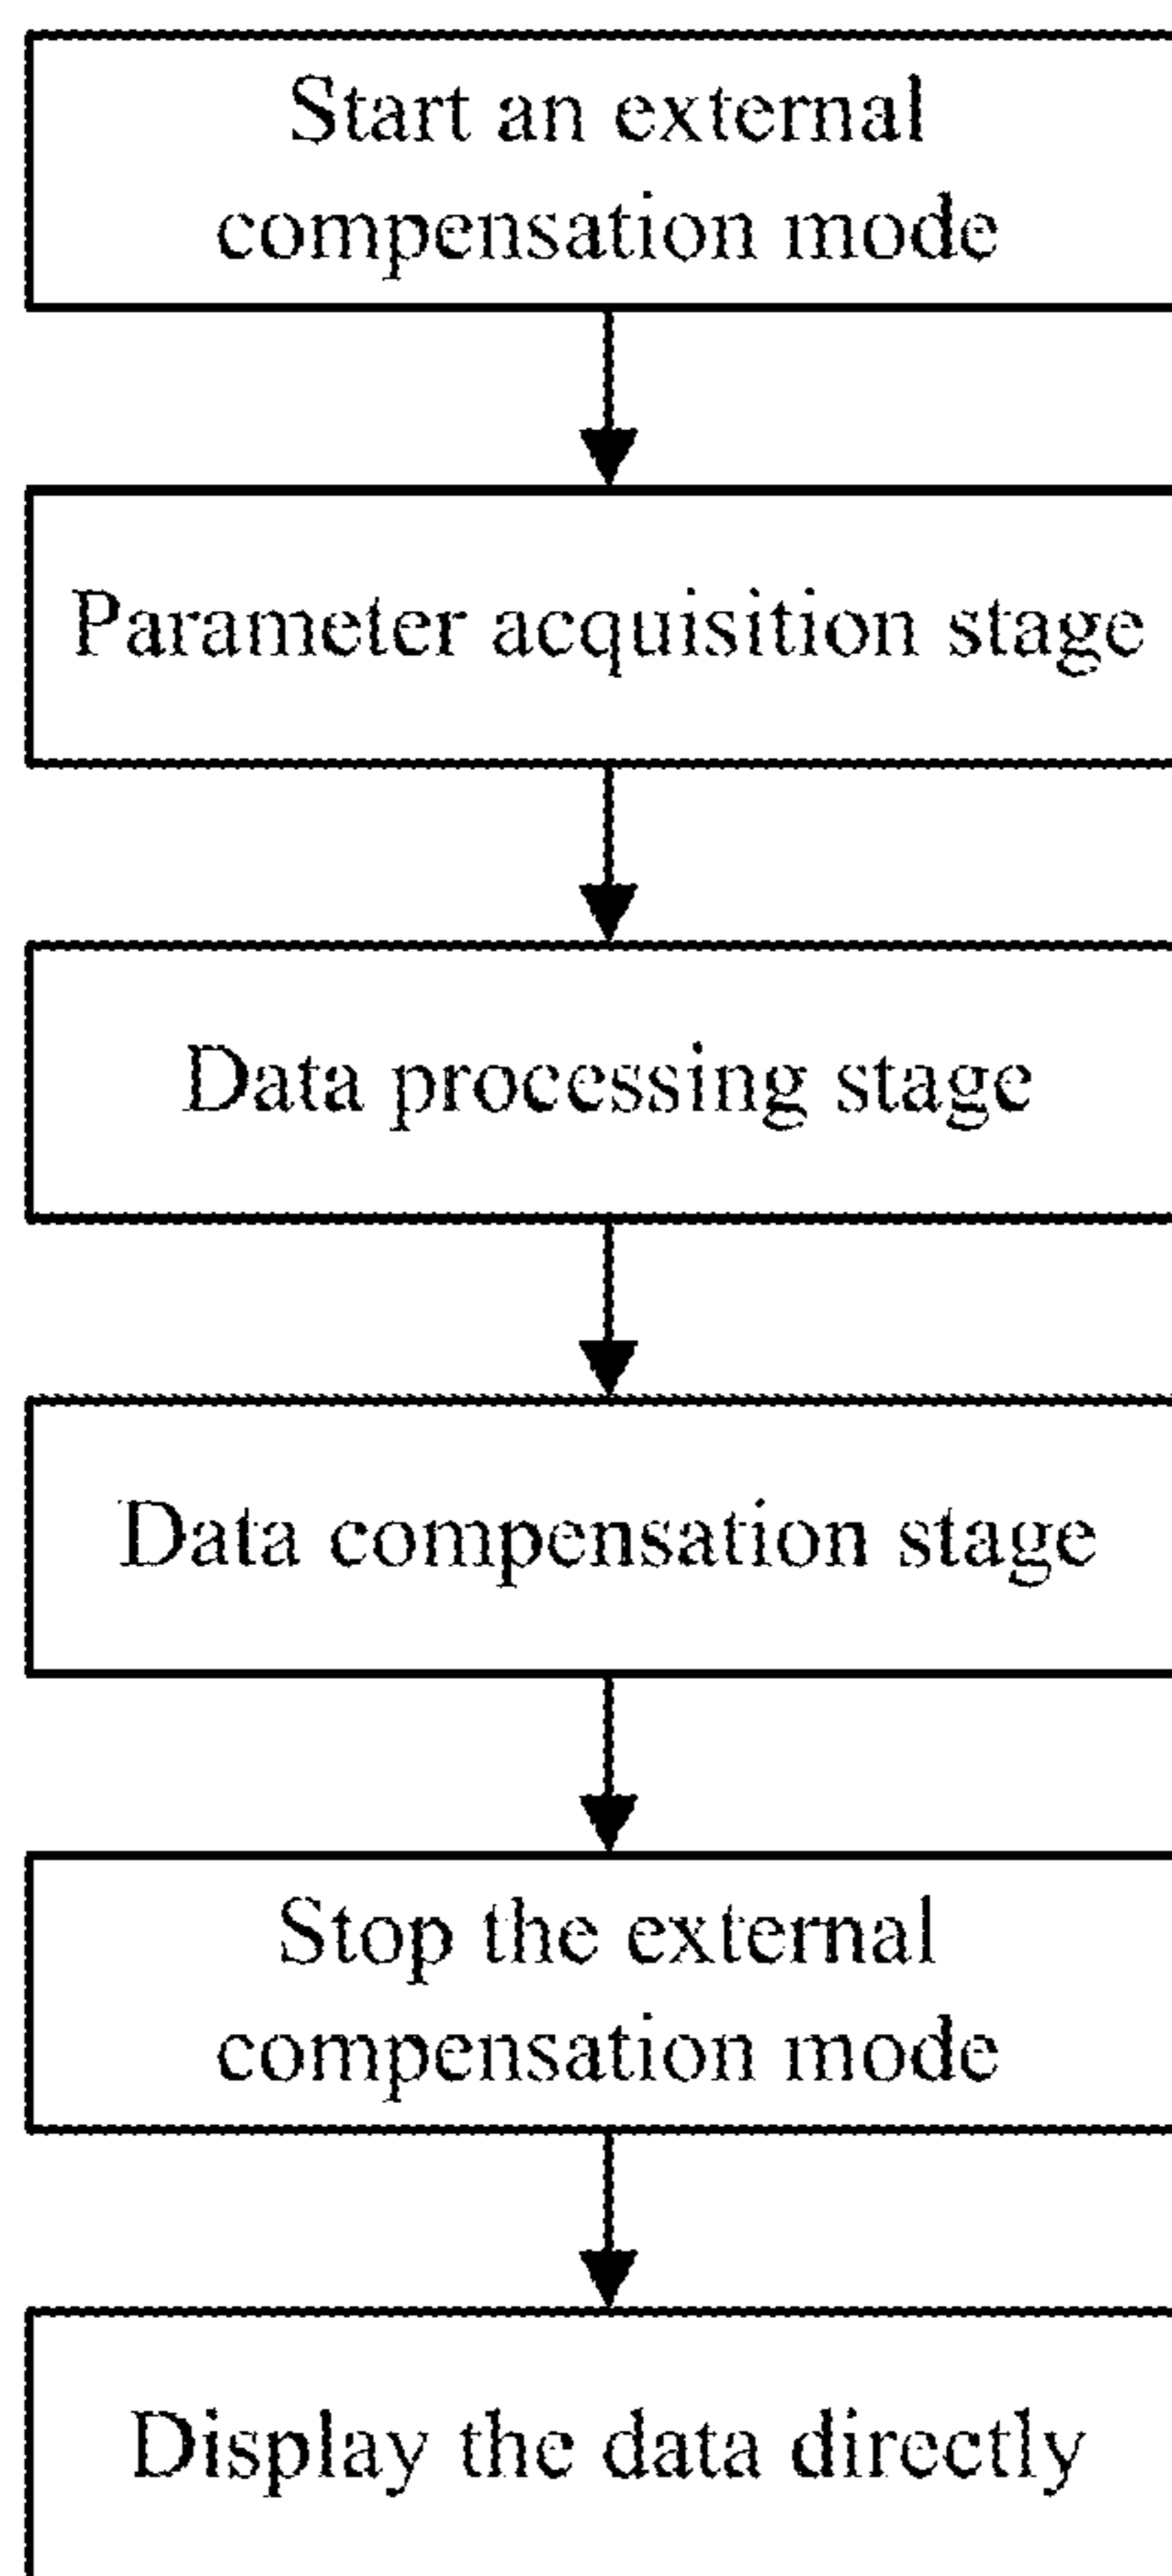 Start an external
compensation mode
Parameter acquisition stage
Data processing stage
Data compensation stage
Stop the external
compensation mode
Display the data directly